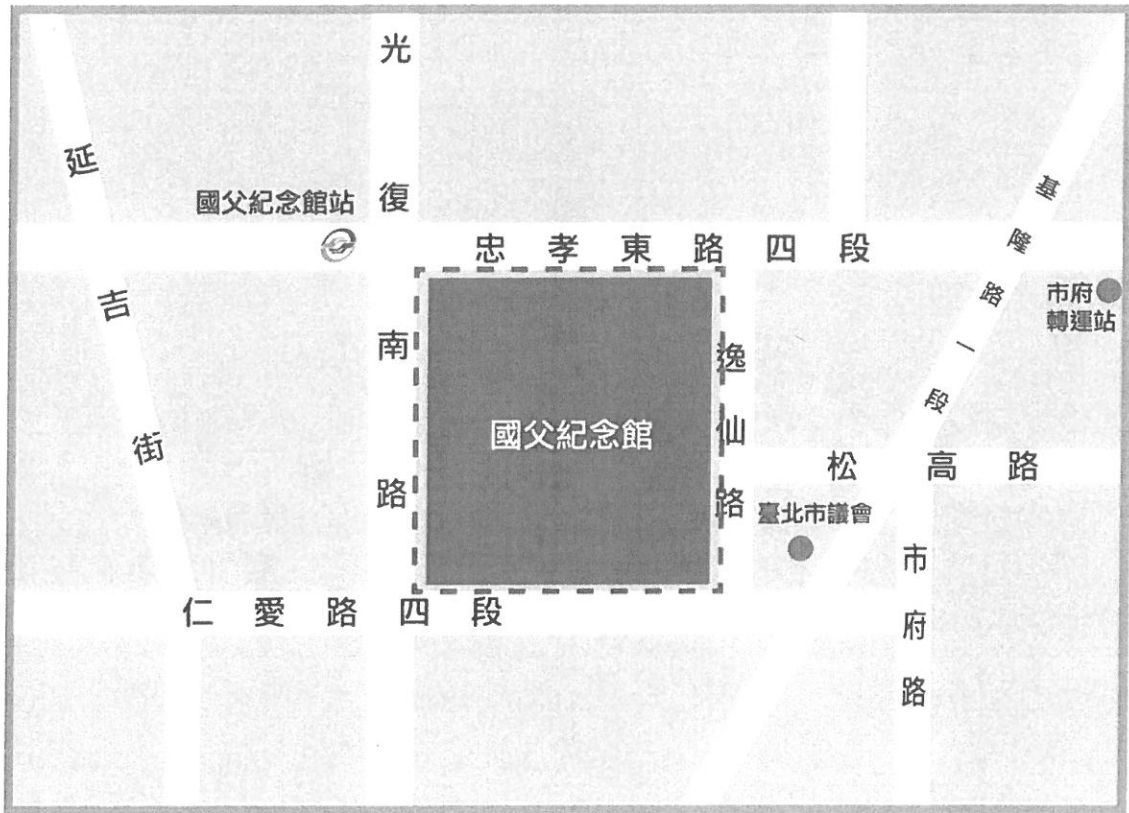 光復南路
延吉街
國父紀念館站
忠孝東路四段
基隆路一段
市府
轉運站
逸仙路
國父紀念館
松高路
臺北市議會
市府路
仁愛路四段